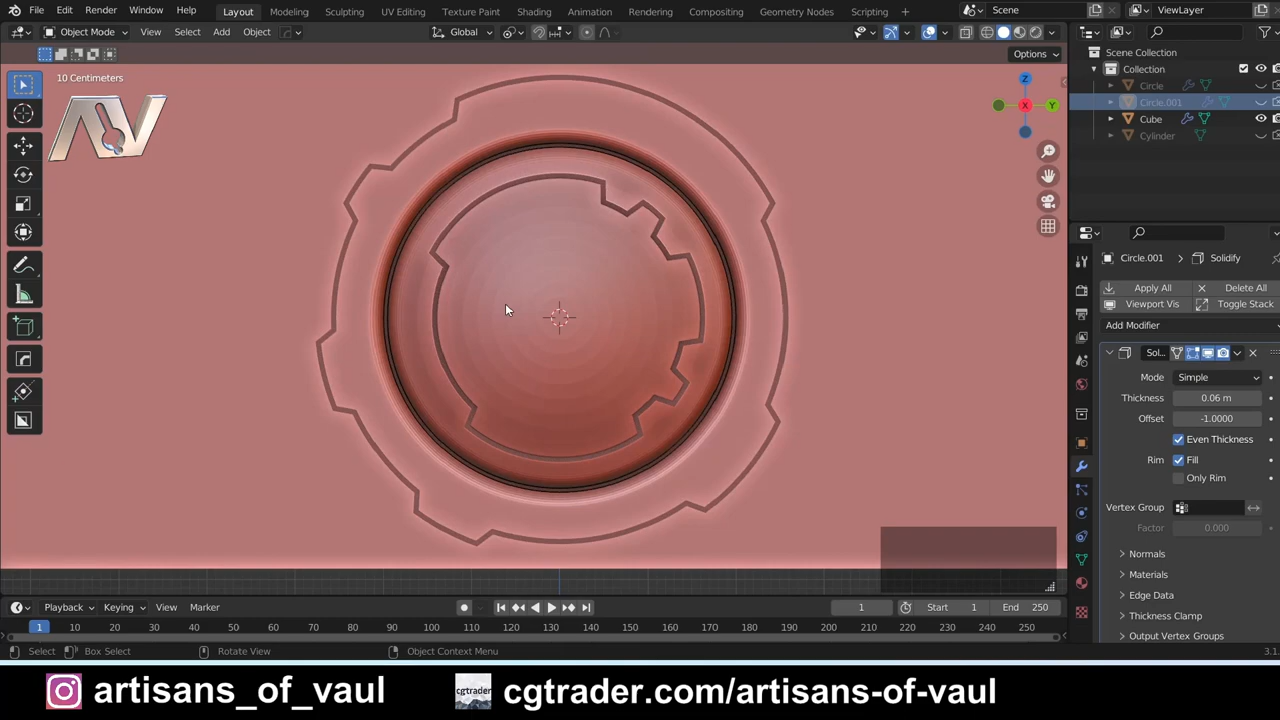 File Edit Render Window Help Layout Modeling Sculpting UV Editing Texture Paint Shading Animation Rendering Compositing Geometry Nodes Scripting Scene ViewLayer
Object Mode View Select Add Object Global
Options
10 Centimeters
AV
Z
X
Y
Scene Collection
Collection
Circle
Circle.001
Cube
Cylinder
Circle.001 > Solidify
Apply All Delete All
Viewport Vis Toggle Stack
Add Modifier
Sol...
Mode Simple
Thickness 0.06 m
Offset -1.0000
Even Thickness
Rim Fill
Only Rim
Vertex Group
Factor 0.000
Normals
Materials
Edge Data
Thickness Clamp
Output Vertex Groups
Playback Keying View Marker 1 Start 1 End 250
1 10 20 30 40 50 60 70 80 90 100 110 120 130 140 150 160 170 180 190 200 210 220 230 240 250
Select Box Select Rotate View Object Context Menu 3.1.
artisans_of_vaul cgtrader cgtrader.com/artisans-of-vaul